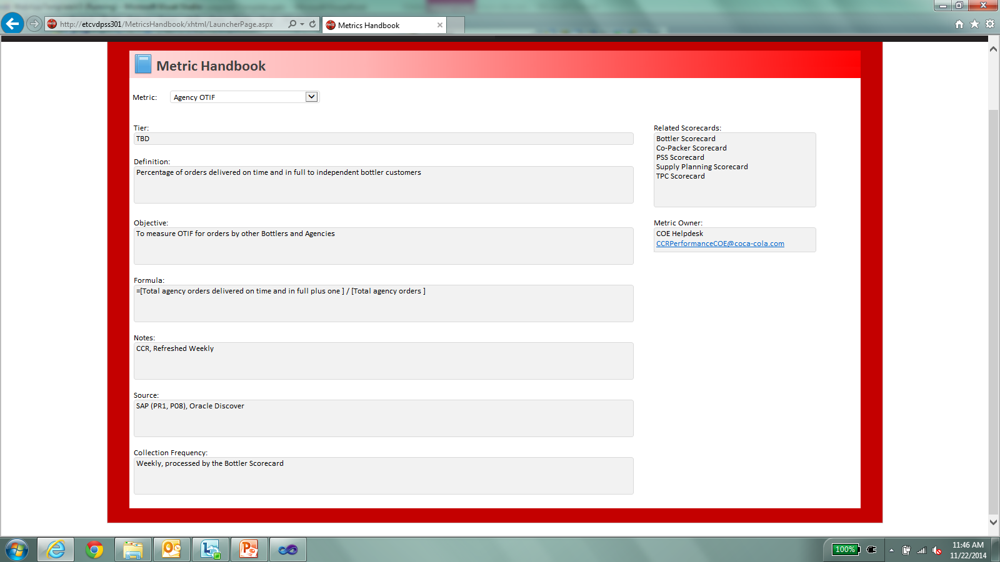 http://etcvdpss301/MetricsHandbook/xhtml/LauncherPage.aspx
Metrics Handbook
Metric Handbook
Metric:
Agency OTIF
Tier:
TBD
Definition:
Percentage of orders delivered on time and in full to independent bottler customers
Objective:
To measure OTIF for orders by other Bottlers and Agencies
Formula:
=[Total agency orders delivered on time and in full plus one ] / [Total agency orders ]
Notes:
CCR, Refreshed Weekly
Source:
SAP (PR1, P08), Oracle Discover
Collection Frequency:
Weekly, processed by the Bottler Scorecard
Related Scorecards:
Bottler Scorecard
Co-Packer Scorecard
PSS Scorecard
Supply Planning Scorecard
TPC Scorecard
Metric Owner:
COE Helpdesk
CCRPerformanceCOE@coca-cola.com
100%
11:46 AM
11/22/2014